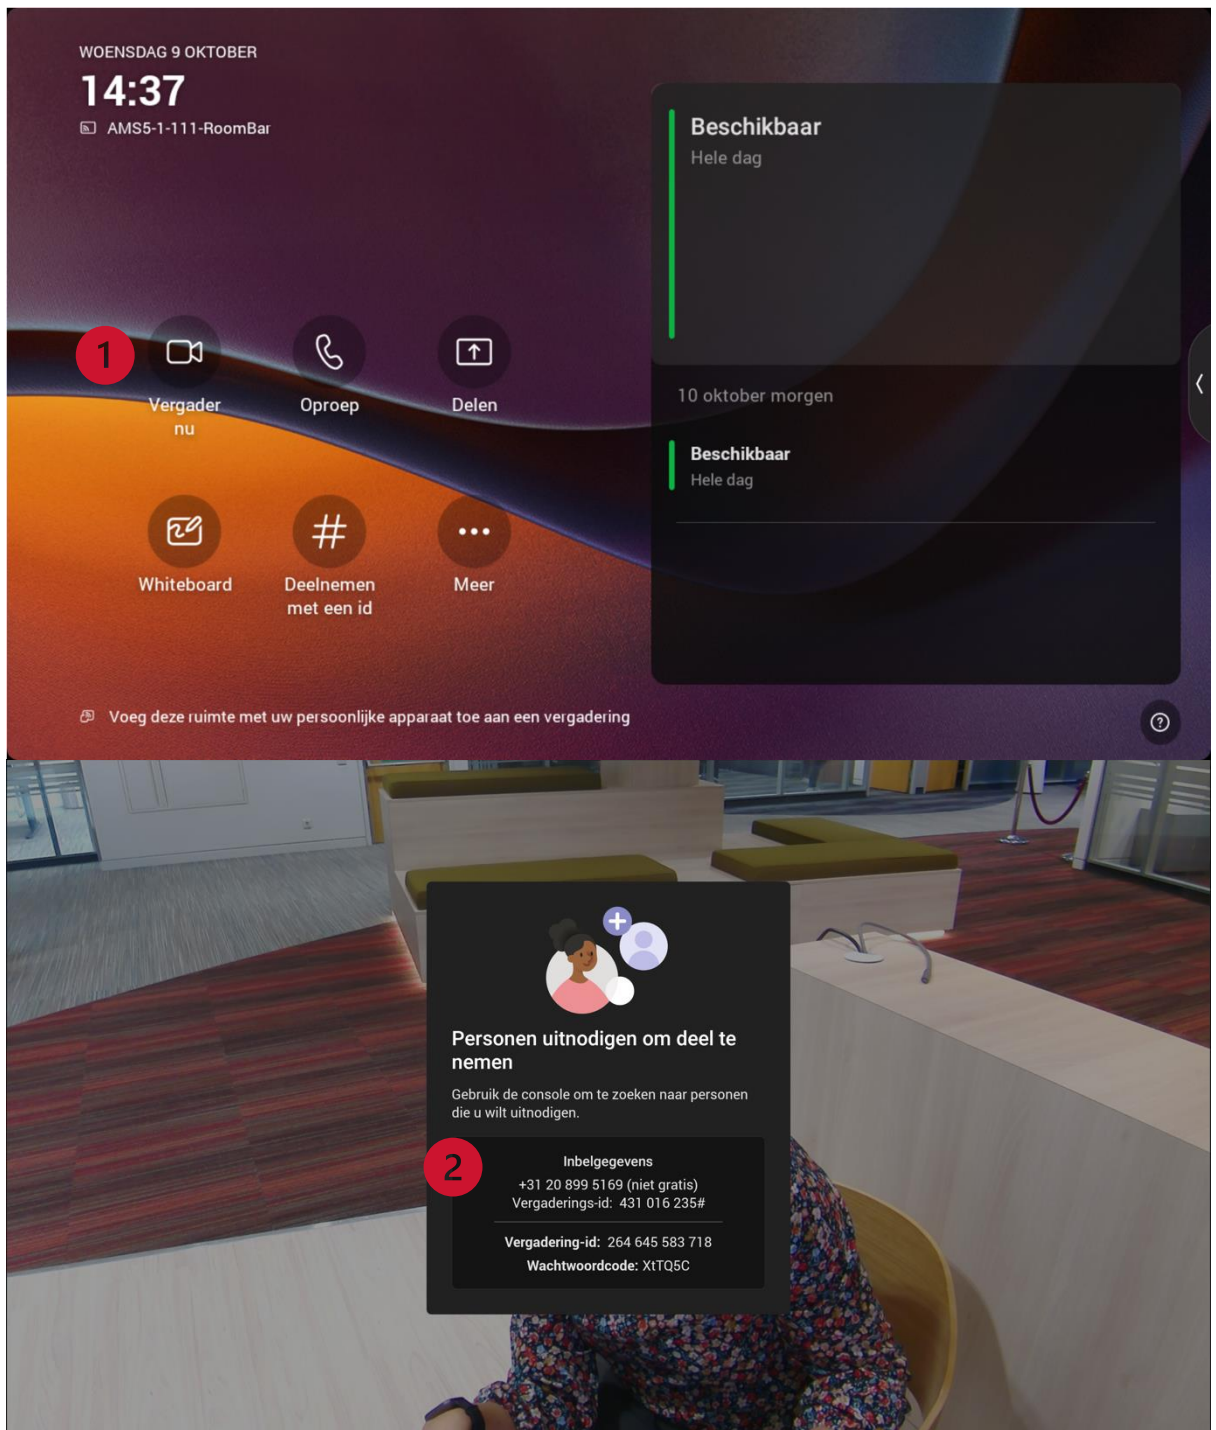 WOENSDAG 9 OKTOBER
14:37
AMS5-1-111-RoomBar
Beschikbaar
Hele dag
1
Vergader
nu
Oproep
Delen
10 oktober morgen
Beschikbaar
Hele dag
Whiteboard
Deelnemen
met een id
Meer
Voeg deze ruimte met uw persoonlijke apparaat toe aan een vergadering
Personen uitnodigen om deel te
nemen
Gebruik de console om te zoeken naar personen
die u wilt uitnodigen.
2
Inbelgegevens
+31 20 899 5169 (niet gratis)
Vergaderings-id: 431 016 235#
Vergadering-id: 264 645 583 718
Wachtwoordcode: XtTQ5C